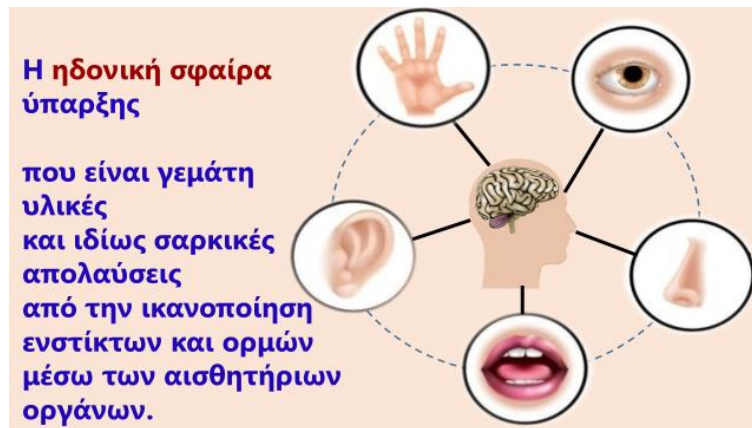 Η ηδονική σφαίρα
ύπαρξης
που είναι γεμάτη
υλικές
και ιδίως σαρκικές
απολαύσεις
από την ικανοποίηση
ενστίκτων και ορμών
μέσω των αισθητήριων
οργάνων.